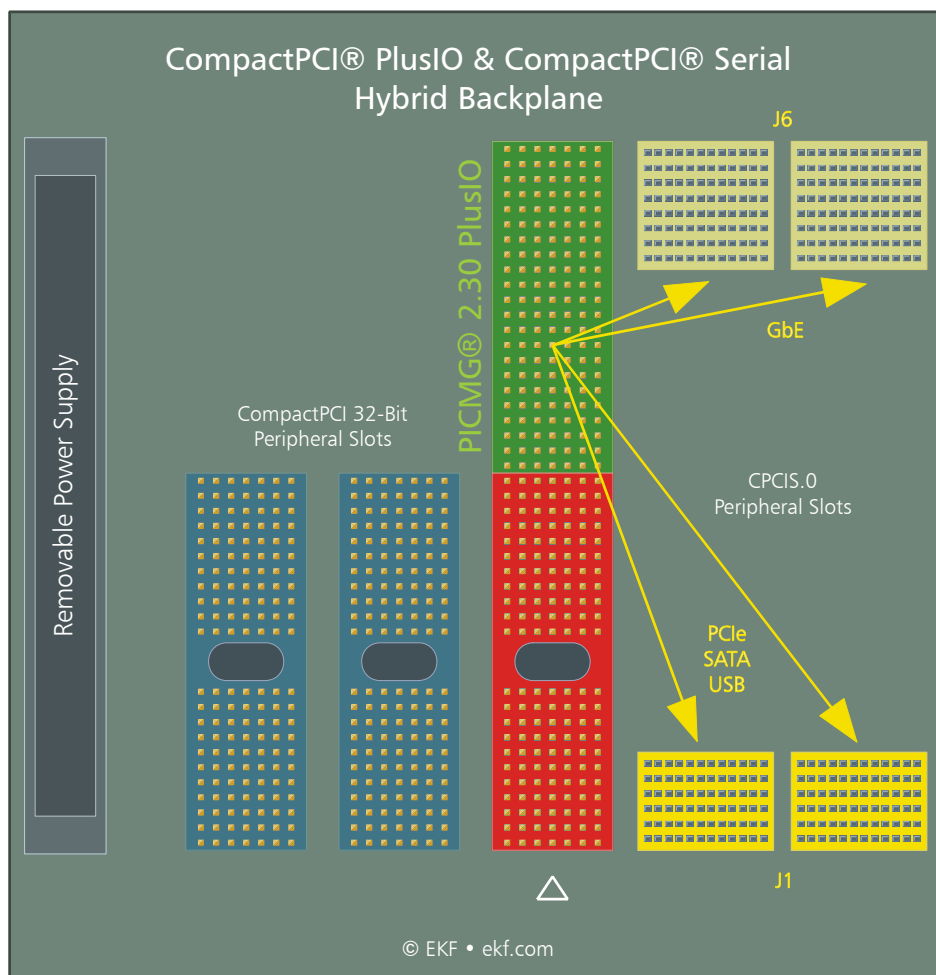 CompactPCI® PlusIO & CompactPCI® Serial
Hybrid Backplane
J6
PICMG® 2.30 PlusIO
GbE
Removable Power Supply
CompactPCI 32-Bit
Peripheral Slots
CPCIS.0
Peripheral Slots
PCIe
SATA
USB
J1
© EKF • ekf.com